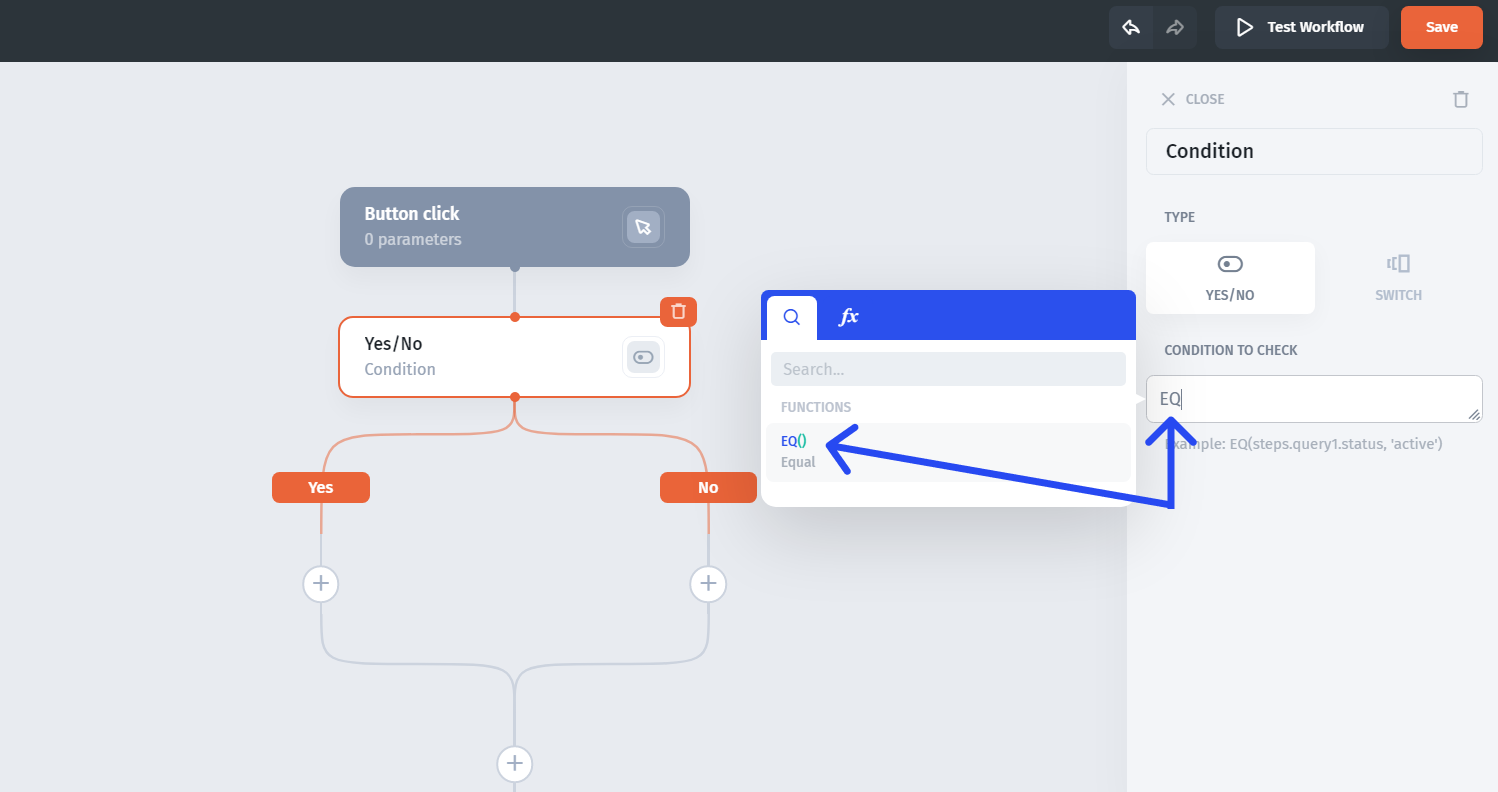 Test Workflow
Save
CLOSE
Condition
TYPE
YES/NO
SWITCH
CONDITION TO CHECK
EQ
Example: EQ(steps.query1.status, 'active')
Button click
0 parameters
Yes/No
Condition
Yes
No
fx
Search...
FUNCTIONS
EQ()
Equal